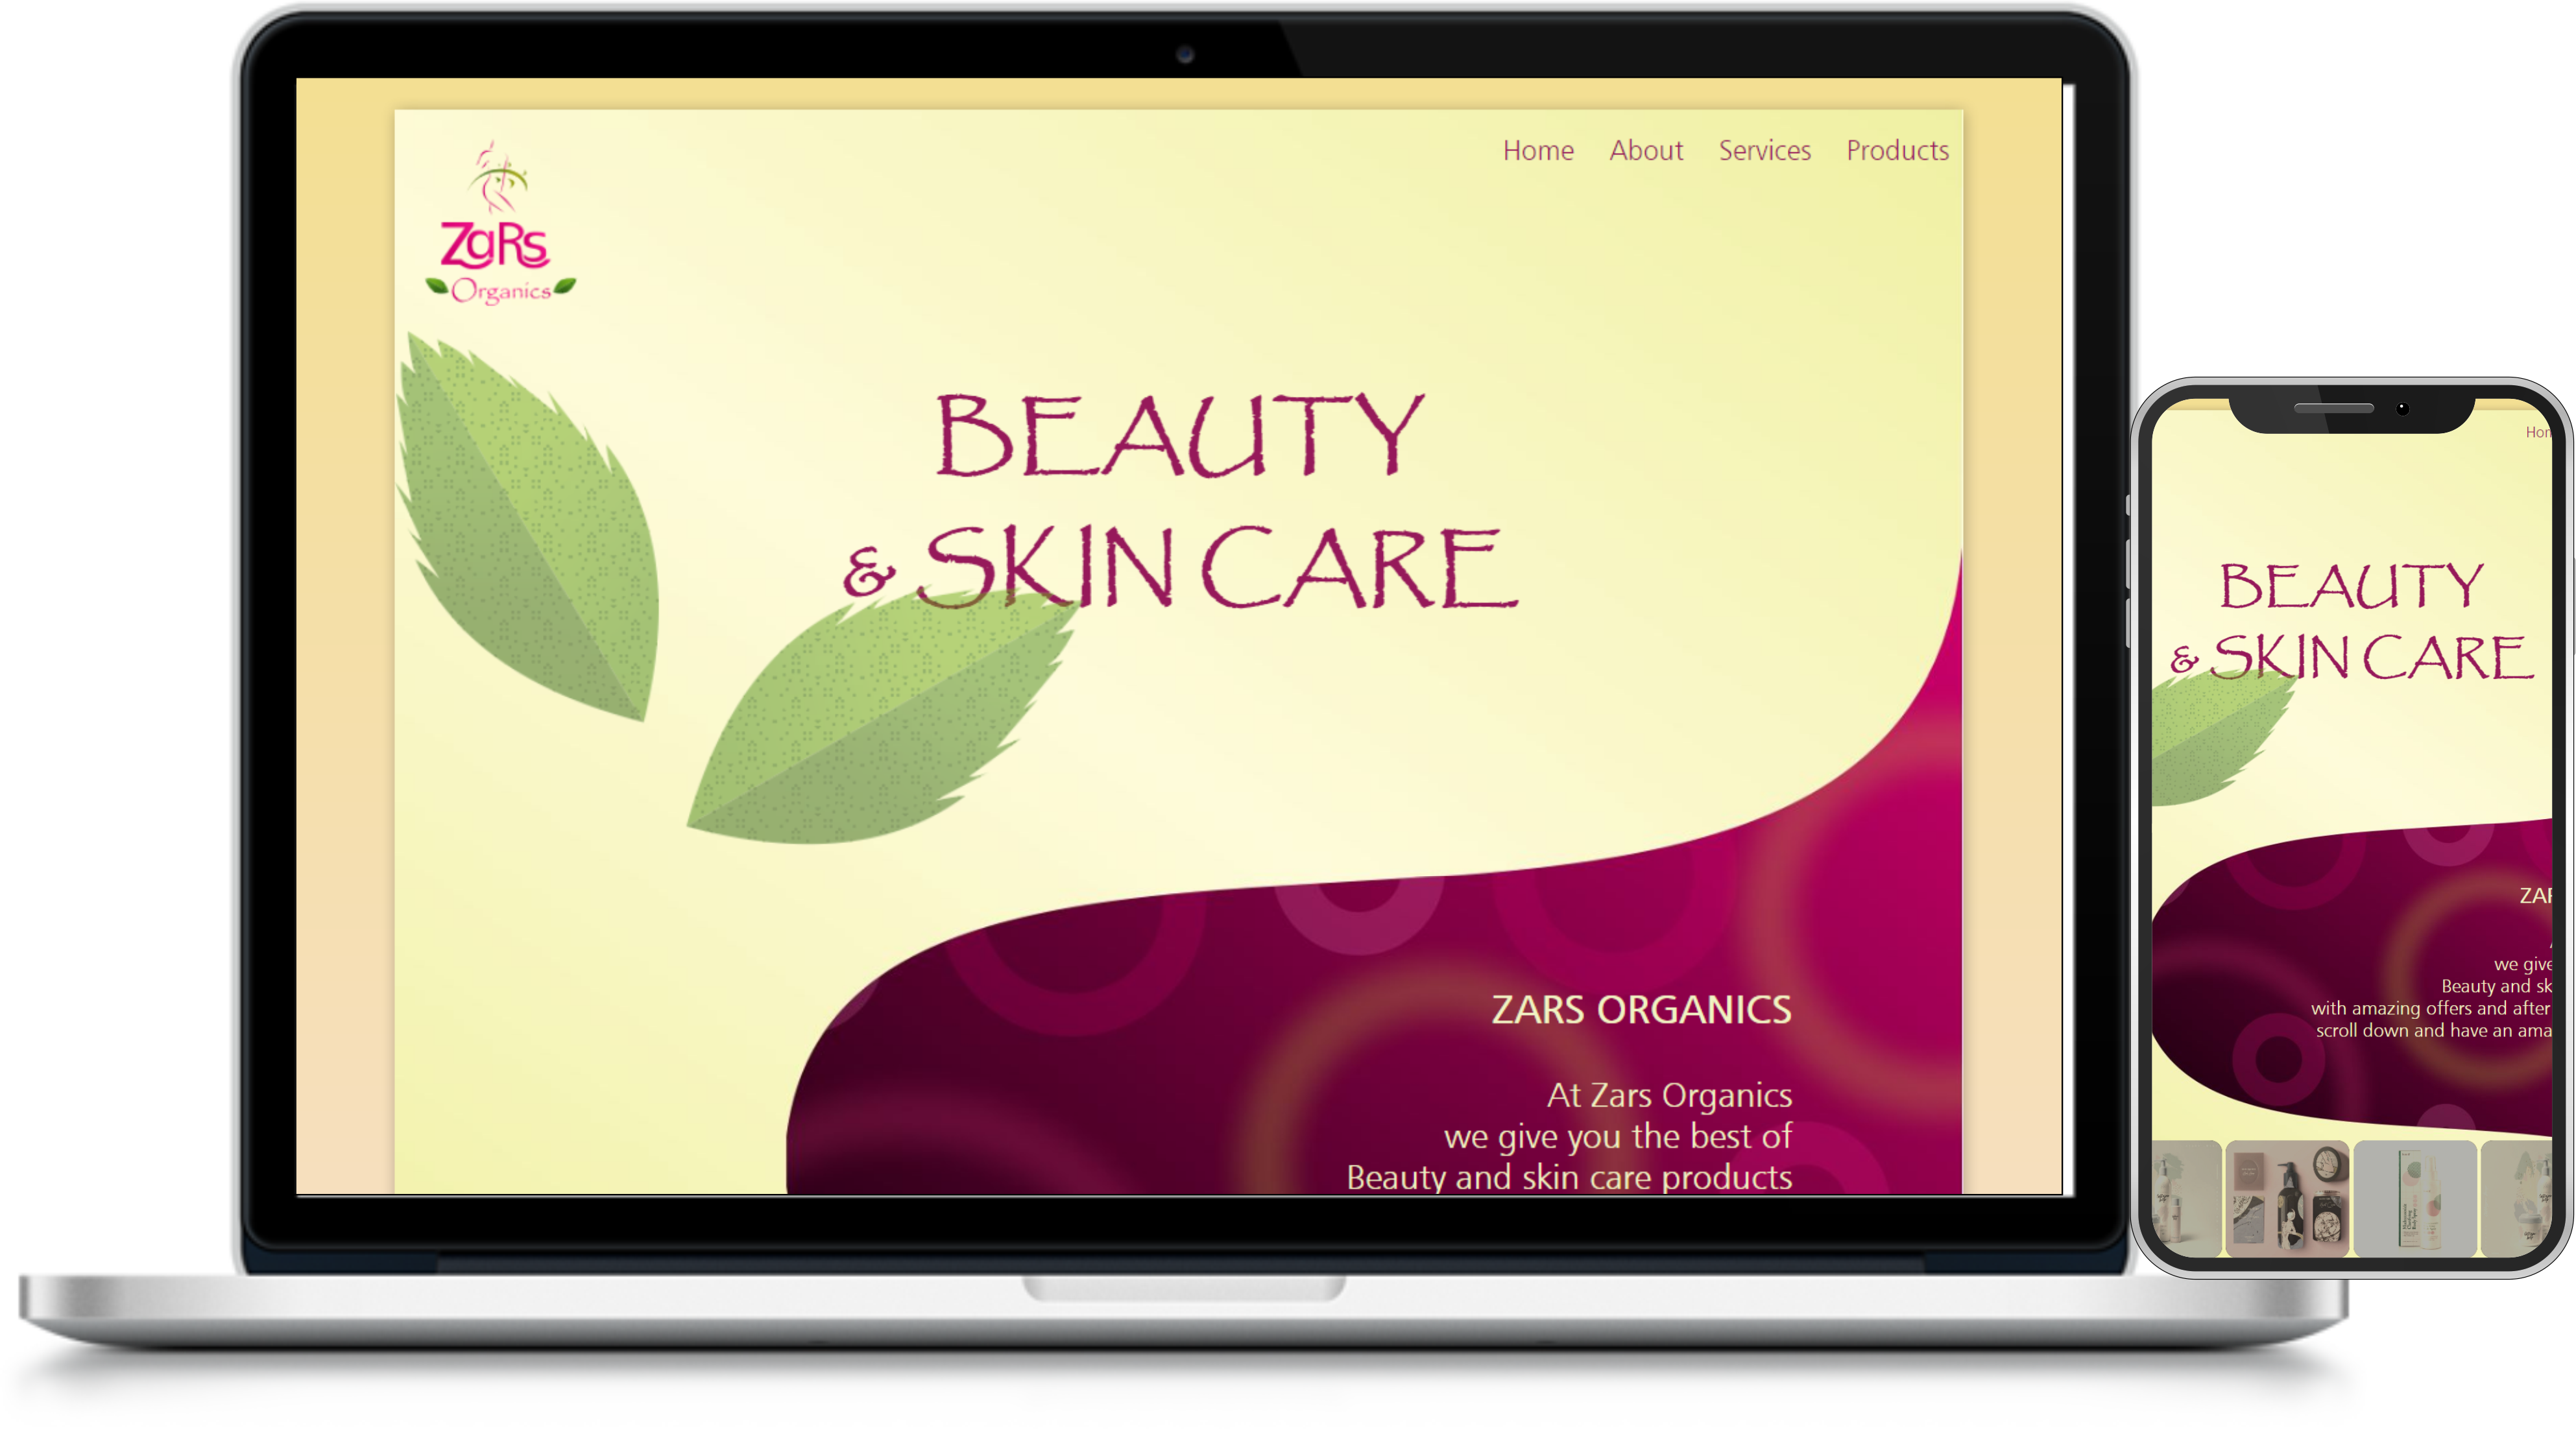 Home About Services Products
ZaRs
Organics
BEAUTY
& SKIN CARE
ZARS ORGANICS
At Zars Organics
we give you the best of
Beauty and skin care products
Hon
BEAUTY
& SKIN CARE
ZAR
we give
Beauty and sk
with amazing offers and after
scroll down and have an ama